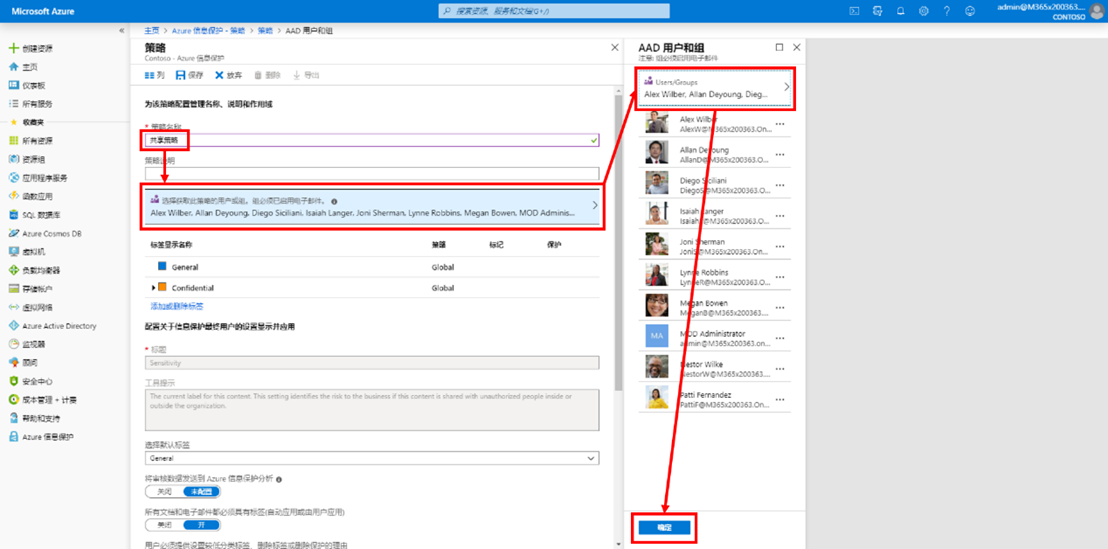 Microsoft Azure
搜索资源、服务和文档(G+/)
admin@M365x200363....
CONTOSO
创建资源
主页
仪表板
所有服务
收藏夹
所有资源
资源组
应用程序服务
函数应用
SQL 数据库
Azure Cosmos DB
虚拟机
负载均衡器
存储帐户
虚拟网络
Azure Active Directory
监视器
顾问
安全中心
成本管理 + 计费
帮助和支持
Azure 信息保护
主页 > Azure 信息保护 - 策略 > 策略 > AAD 用户和组
策略
Contoso - Azure 信息保护
列 保存 放弃 删除 导出
为该策略配置管理名称、说明和作用域
* 策略名称
共享策略
策略说明
选择获取此策略的用户或组。组必须已启用电子邮件。
Alex Wilber, Allan Deyoung, Diego Siciliani, Isaiah Langer, Joni Sherman, Lynne Robbins, Megan Bowen, MOD Adminis...
标签显示名称 策略 标记 保护
General Global
Confidential Global
添加或删除标签
配置关于信息保护最终用户的设置显示并应用
* 标题
Sensitivity
工具提示
The current label for this content. This setting identifies the risk to the business if this content is shared with unauthorized people inside or
outside the organization.
选择默认标签
General
将审核数据发送到 Azure 信息保护分析
关闭 未配置
所有文档和电子邮件都必须具有标签(自动应用或由用户应用)
关闭 开
用户必须提供设置较低分类标签、删除标签或删除保护的理由
AAD 用户和组
注意: 组必须启用电子邮件
Users/Groups
Alex Wilber, Allan Deyoung, Dieg...
Alex Wilber
AlexW@M365x200363.On...
Allan Deyoung
AllanD@M365x200363.O...
Diego Siciliani
DiegoS@M365x200363.O...
Isaiah Langer
IsaiahL@M365x200363.O...
Joni Sherman
JoniS@M365x200363.On...
Lynne Robbins
LynneR@M365x200363.O...
Megan Bowen
MeganB@M365x200363.O...
MA
MOD Administrator
admin@M365x200363.on...
Nestor Wilke
NestorW@M365x200363....
Patti Fernandez
PattiF@M365x200363.On...
确定